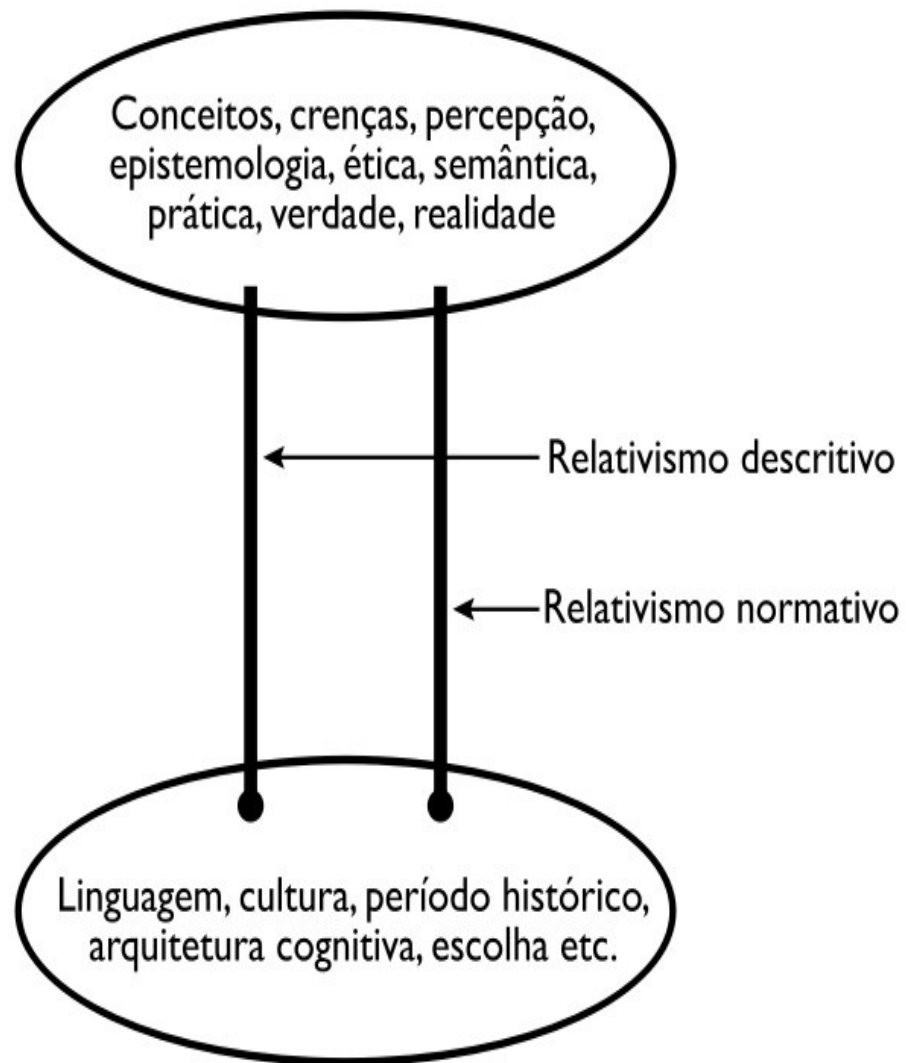 Conceitos, crenças, percepção,
epistemologia, ética, semântica,
prática, verdade, realidade
Relativismo descritivo
Relativismo normativo
Linguagem, cultura, período histórico,
arquitetura cognitiva, escolha etc.